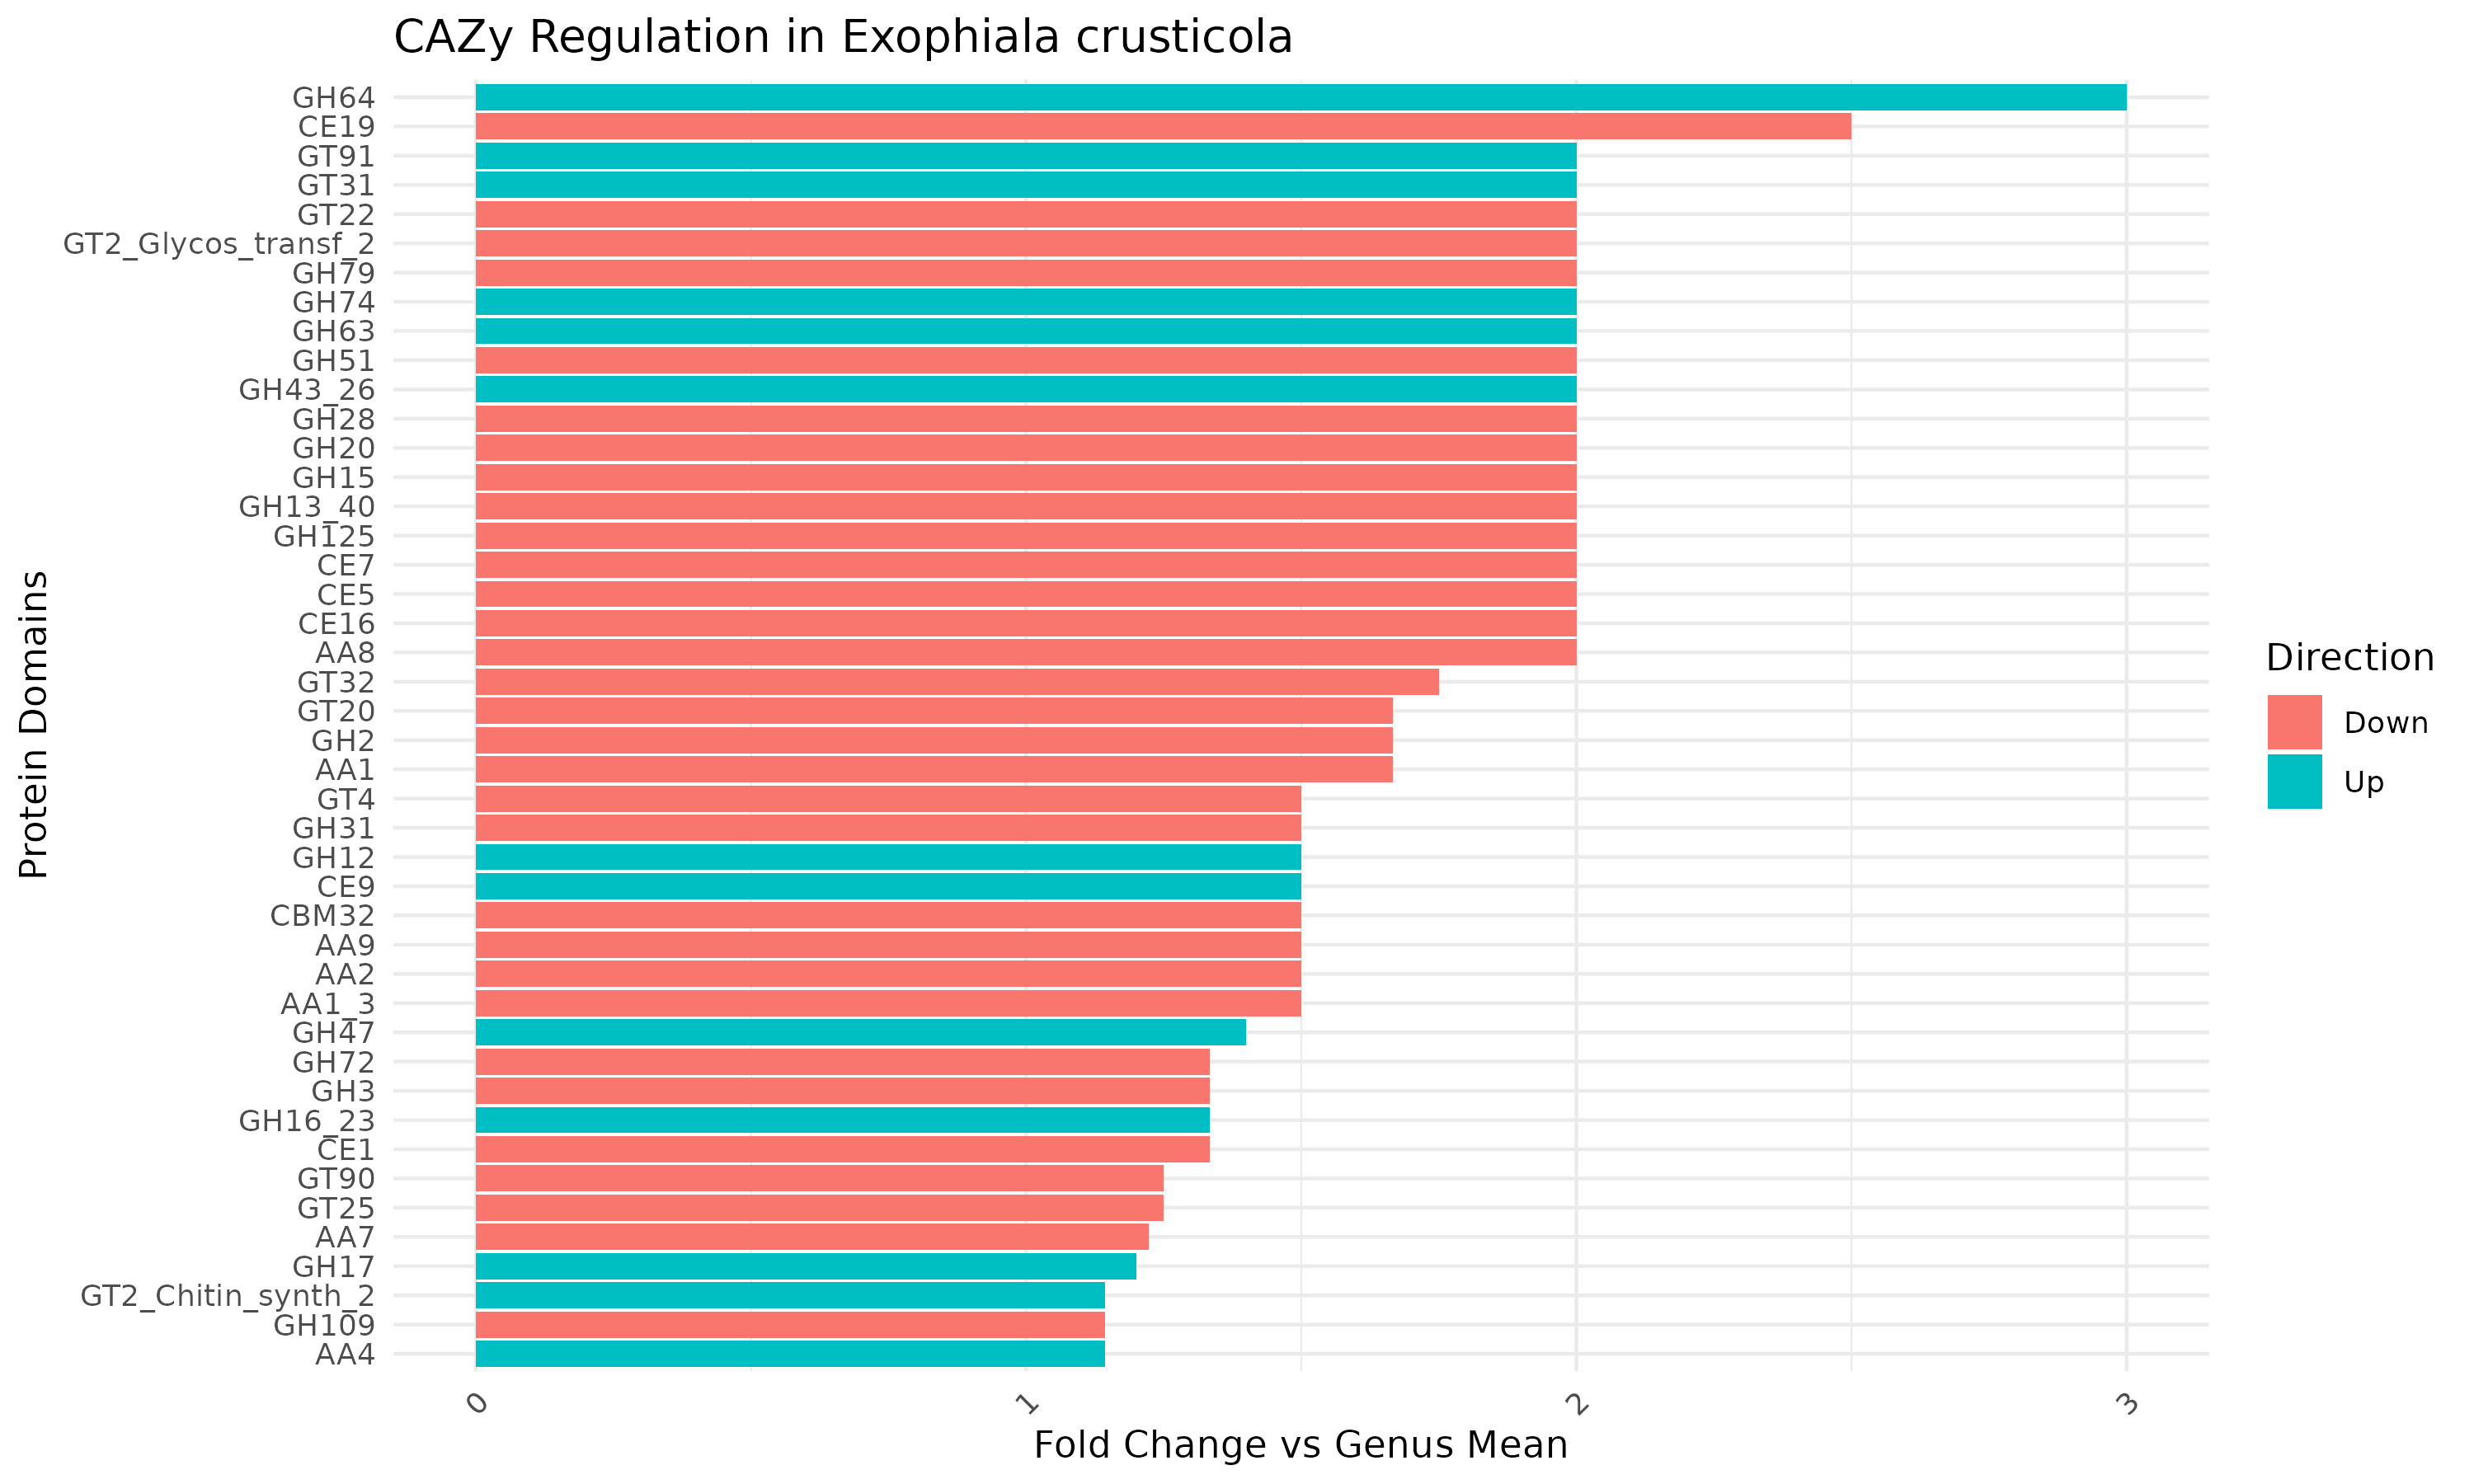 CAZy Regulation in Exophiala crusticola
GH64
CE19
GT91
GT31
GT22
GT2_Glycos_transf_2
GH79
GH74
GH63
GH51
GH43_26
GH28
GH20
GH15
GH13_40
GH125
CE7
CE5
CE16
AA8
GT32
GT20
GH2
AA1
GT4
GH31
GH12
CE9
CBM32
AA9
AA2
AA1_3
GH47
GH72
GH3
GH16_23
CE1
GT90
GT25
AA7
GH17
GT2_Chitin_synth_2
GH109
AA4
Protein Domains
0
1
2
3
Fold Change vs Genus Mean
Direction
Down
Up